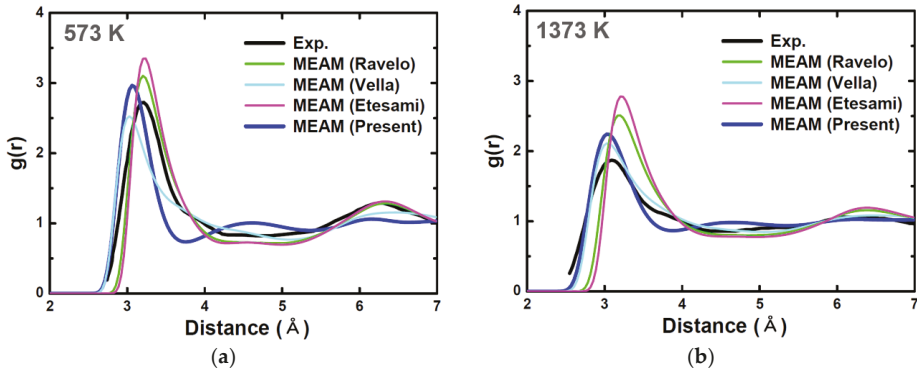 573 K
Exp.
MEAM (Ravelo)
MEAM (Vella)
MEAM (Etesami)
MEAM (Present)
g(r)
4
3
2
1
0
2 3 4 5 6 7
Distance (Å)
(a)
1373 K
Exp.
MEAM (Ravelo)
MEAM (Vella)
MEAM (Etesami)
MEAM (Present)
g(r)
4
3
2
1
0
2 3 4 5 6 7
Distance (Å)
(b)